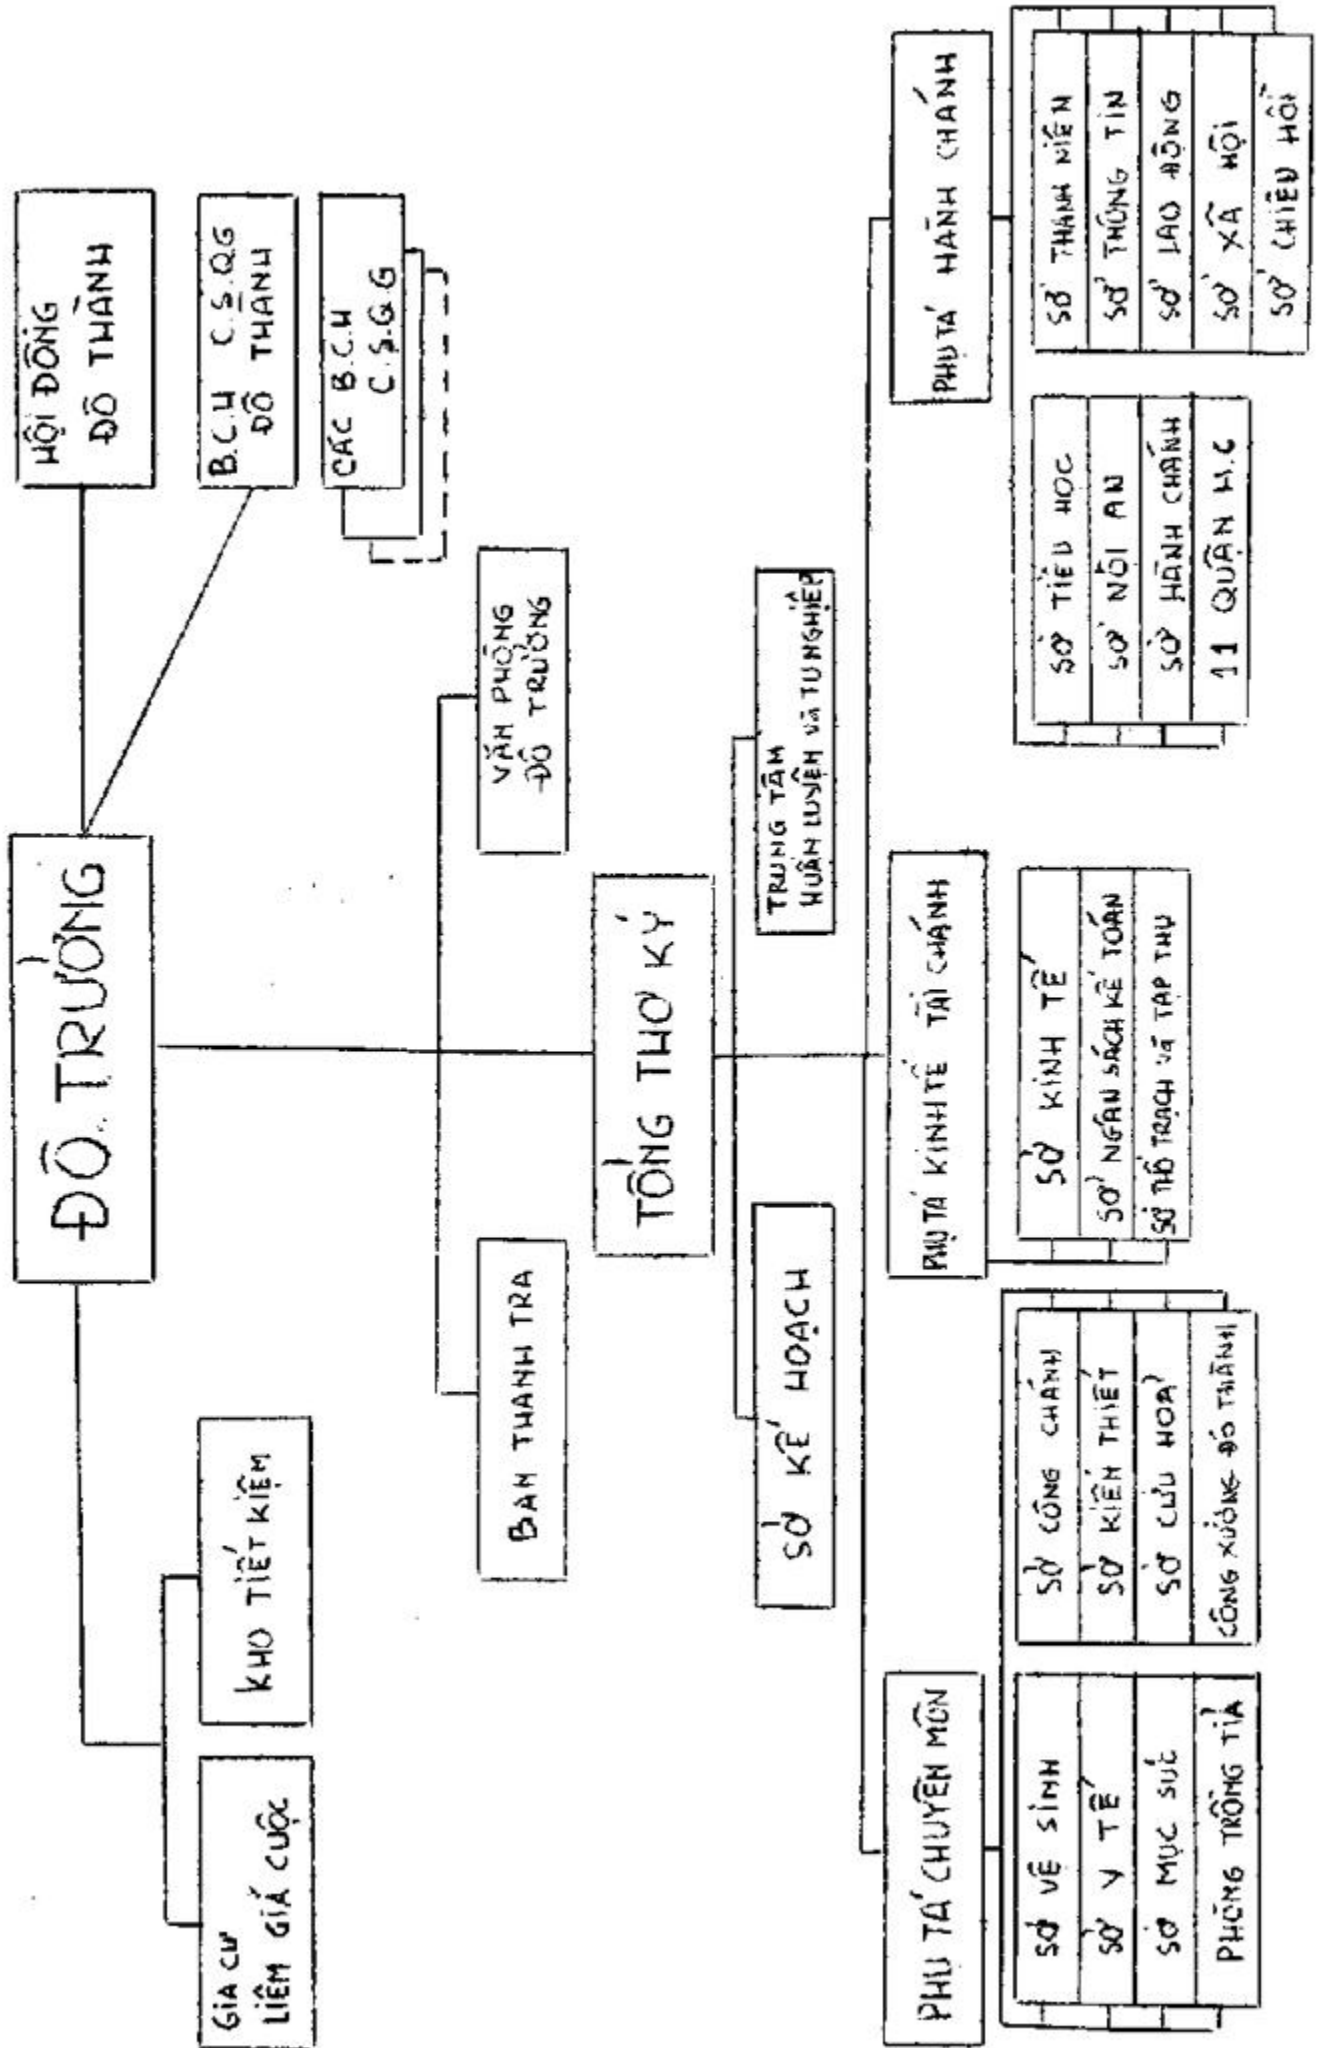 ĐÔ TRƯỞNG
HỘI ĐỒNG
ĐÔ THÀNH
B.C.H C.S.QG
ĐÔ THÀNH
CÁC B.C.H
C.S.Q.G
GIA CƯ
LIÊM GIÁ CUỘC
KHO TIẾT KIỆM
BAN THANH TRA
VĂN PHÒNG
ĐÔ TRƯỞNG
TỔNG THƠ KÝ
SỞ KẾ HOẠCH
TRUNG TÂM
HUẤN LUYỆN VÀ TU NGHIỆP
PHỤ TÁ CHUYÊN MÔN
SỞ VỆ SINH
SỞ Y TẾ
SỞ MỤC SÚC
PHÒNG TRỒNG TỈA
SỞ CÔNG CHÁNH
SỞ KIẾN THIẾT
SỞ CỨU HOẢ
CÔNG XƯỞNG ĐÔ THÀNH
PHỤ TÁ KINH TẾ TÀI CHÁNH
SỞ KINH TẾ
SỞ NGÂN SÁCH KẾ TOÁN
SỞ THỔ TRẠCH VÀ TẠP THU
PHỤ TÁ HÀNH CHÁNH
SỞ TIỂU HỌC
SỞ NỘI AN
SỞ HÀNH CHÁNH
11 QUẬN H.C
SỞ THANH NIÊN
SỞ THÔNG TIN
SỞ LAO ĐỘNG
SỞ XÃ HỘI
SỞ CHIÊU HỒI